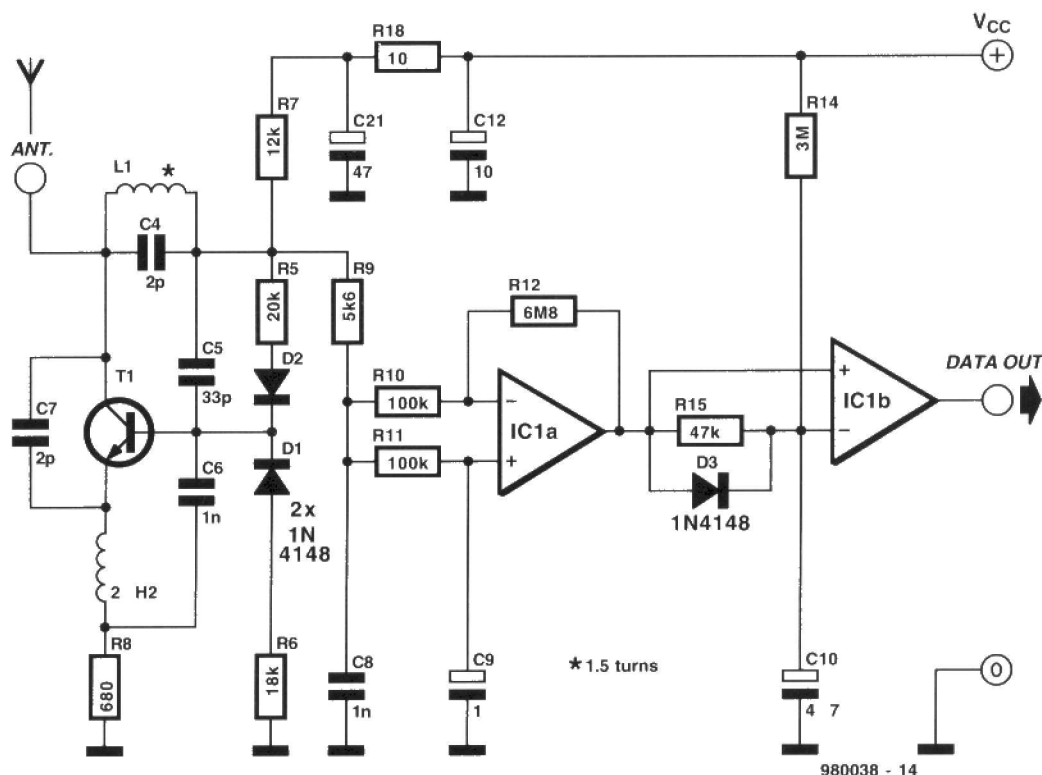 R18
10
VCC
+
R7
12k
C21
47
C12
10
R14
3M
ANT.
L1
*
C4
2p
R5
20k
R9
5k6
R12
6M8
C5
33p
D2
T1
C7
2p
R10
100k
R11
100k
−
+
IC1a
R15
47k
D3
1N4148
+
−
IC1b
DATA OUT
C6
1n
D1
2x
1N
4148
2 H2
R8
680
R6
18k
C8
1n
C9
1
* 1.5 turns
C10
4 7
0
980038 - 14